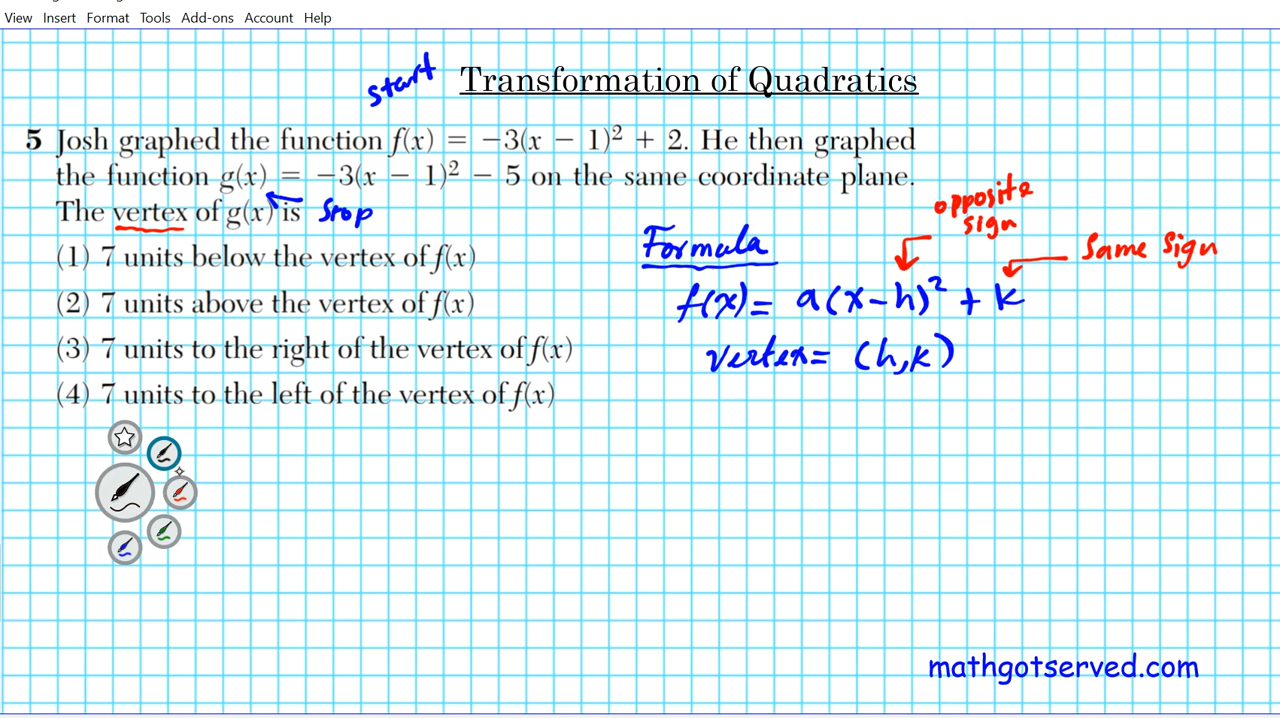 View Insert Format Tools Add-ons Account Help
start Transformation of Quadratics
5 Josh graphed the function f(x) = −3(x − 1)² + 2. He then graphed
the function g(x) = −3(x − 1)² − 5 on the same coordinate plane.
The vertex of g(x) is stop
(1) 7 units below the vertex of f(x)
(2) 7 units above the vertex of f(x)
(3) 7 units to the right of the vertex of f(x)
(4) 7 units to the left of the vertex of f(x)
opposite
sign
Formula
Same Sign
f(x) = a(x−h)² + k
vertex = (h,k)
mathgotserved.com